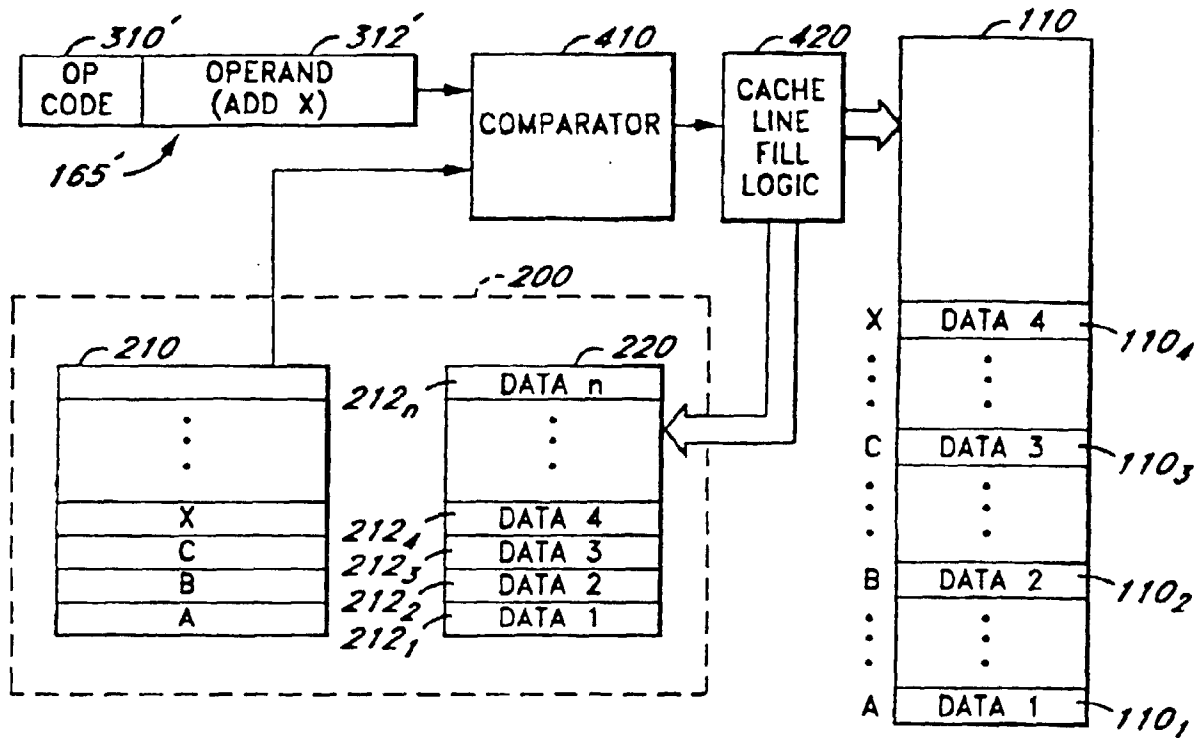 310' 312' 410 420 110
OP CODE
OPERAND (ADD X)
COMPARATOR
CACHE LINE FILL LOGIC
165'
200
210
220
212n DATA n
X
C
B
A
212₄ DATA 4
212₃ DATA 3
212₂ DATA 2
212₁ DATA 1
X DATA 4 110₄
C DATA 3 110₃
B DATA 2 110₂
A DATA 1 110₁